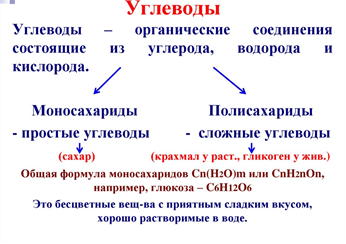 Углеводы
Углеводы – органические соединения
состоящие из углерода, водорода и
кислорода.
Моносахариды Полисахариды
- простые углеводы - сложные углеводы
(сахар) (крахмал у раст., гликоген у жив.)
Общая формула моносахаридов Cn(H2O)m или CnH2nOn,
например, глюкоза – C6H12O6
Это бесцветные вещ-ва с приятным сладким вкусом,
хорошо растворимые в воде.